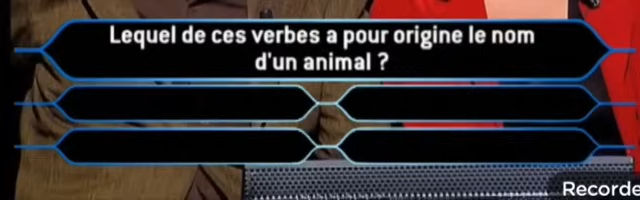 Lequel de ces verbes a pour origine le nom
d'un animal ?
Recorde